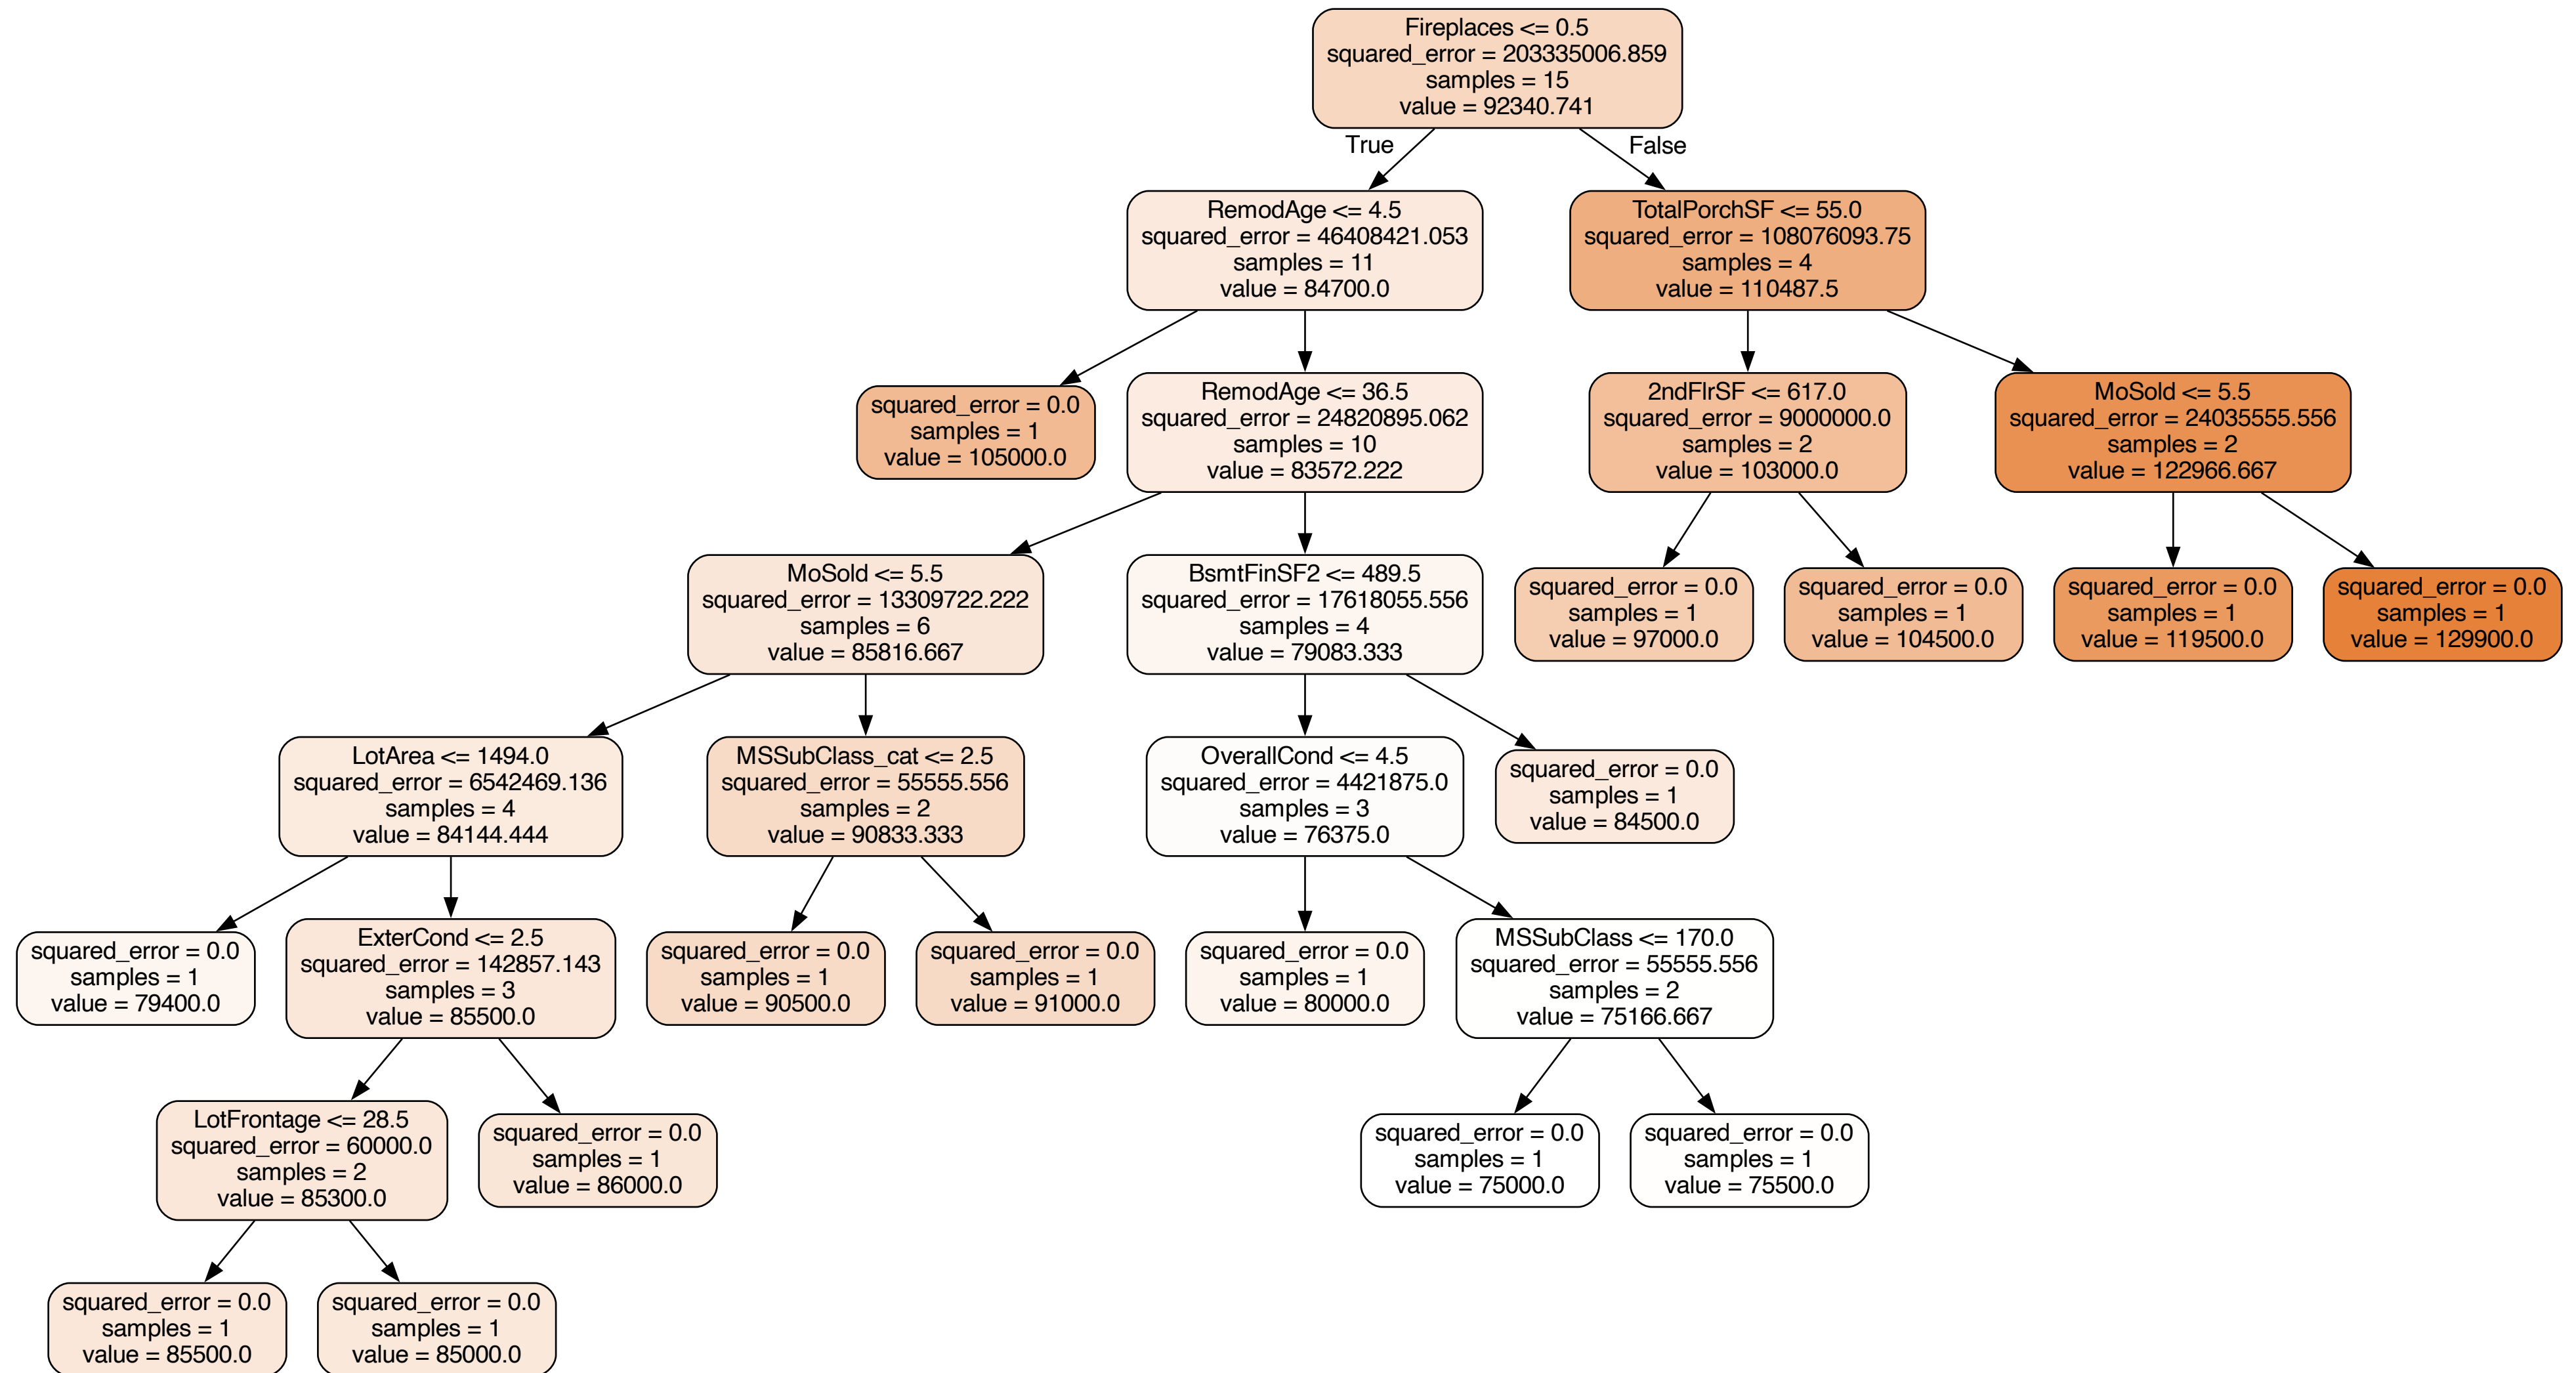 Fireplaces <= 0.5
squared_error = 203335006.859
samples = 15
value = 92340.741
True
False
RemodAge <= 4.5
squared_error = 46408421.053
samples = 11
value = 84700.0
TotalPorchSF <= 55.0
squared_error = 108076093.75
samples = 4
value = 110487.5
squared_error = 0.0
samples = 1
value = 105000.0
RemodAge <= 36.5
squared_error = 24820895.062
samples = 10
value = 83572.222
2ndFlrSF <= 617.0
squared_error = 9000000.0
samples = 2
value = 103000.0
MoSold <= 5.5
squared_error = 24035555.556
samples = 2
value = 122966.667
MoSold <= 5.5
squared_error = 13309722.222
samples = 6
value = 85816.667
BsmtFinSF2 <= 489.5
squared_error = 17618055.556
samples = 4
value = 79083.333
squared_error = 0.0
samples = 1
value = 97000.0
squared_error = 0.0
samples = 1
value = 104500.0
squared_error = 0.0
samples = 1
value = 119500.0
squared_error = 0.0
samples = 1
value = 129900.0
LotArea <= 1494.0
squared_error = 6542469.136
samples = 4
value = 84144.444
MSSubClass_cat <= 2.5
squared_error = 55555.556
samples = 2
value = 90833.333
OverallCond <= 4.5
squared_error = 4421875.0
samples = 3
value = 76375.0
squared_error = 0.0
samples = 1
value = 84500.0
squared_error = 0.0
samples = 1
value = 79400.0
ExterCond <= 2.5
squared_error = 142857.143
samples = 3
value = 85500.0
squared_error = 0.0
samples = 1
value = 90500.0
squared_error = 0.0
samples = 1
value = 91000.0
squared_error = 0.0
samples = 1
value = 80000.0
MSSubClass <= 170.0
squared_error = 55555.556
samples = 2
value = 75166.667
LotFrontage <= 28.5
squared_error = 60000.0
samples = 2
value = 85300.0
squared_error = 0.0
samples = 1
value = 86000.0
squared_error = 0.0
samples = 1
value = 75000.0
squared_error = 0.0
samples = 1
value = 75500.0
squared_error = 0.0
samples = 1
value = 85500.0
squared_error = 0.0
samples = 1
value = 85000.0